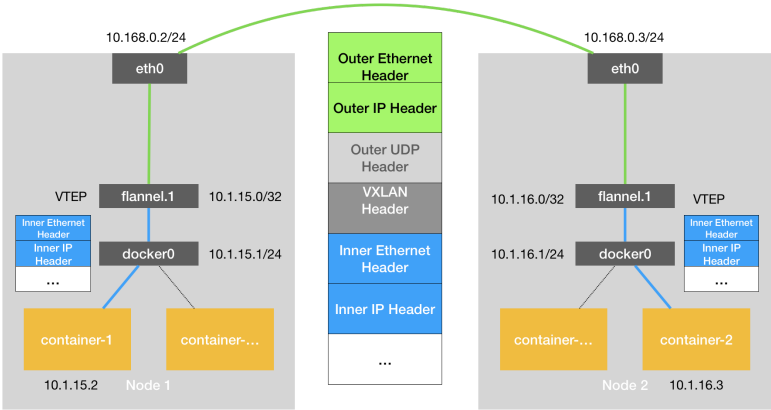 10.168.0.2/24
eth0
VTEP
flannel.1
10.1.15.0/32
Inner Ethernet
Header
Inner IP
Header
...
docker0
10.1.15.1/24
container-1
container-...
10.1.15.2
Node 1
Outer Ethernet
Header
Outer IP Header
Outer UDP
Header
VXLAN
Header
Inner Ethernet
Header
Inner IP Header
...
10.168.0.3/24
eth0
10.1.16.0/32
flannel.1
VTEP
10.1.16.1/24
docker0
Inner Ethernet
Header
Inner IP
Header
...
container-...
container-2
Node 2
10.1.16.3